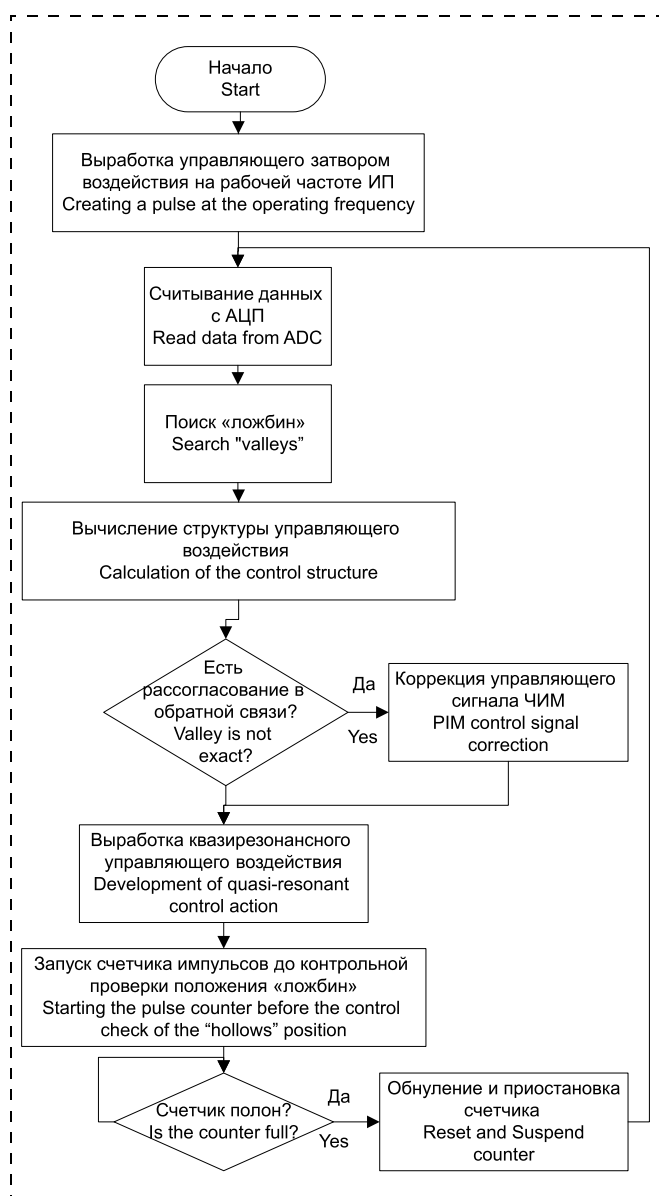 Начало
Start
Выработка управляющего затвором
воздействия на рабочей частоте ИП
Creating a pulse at the operating frequency
Считывание данных
с АЦП
Read data from ADC
Поиск «ложбин»
Search "valleys”
Вычисление структуры управляющего
воздействия
Calculation of the control structure
Есть
рассогласование в
обратной связи?
Valley is not
exact?
Да
Yes
Коррекция управляющего
сигнала ЧИМ
PIM control signal
correction
Выработка квазирезонансного
управляющего воздействия
Development of quasi-resonant
control action
Запуск счетчика импульсов до контрольной
проверки положения «ложбин»
Starting the pulse counter before the control
check of the “hollows” position
Счетчик полон?
Is the counter full?
Да
Yes
Обнуление и приостановка
счетчика
Reset and Suspend
counter